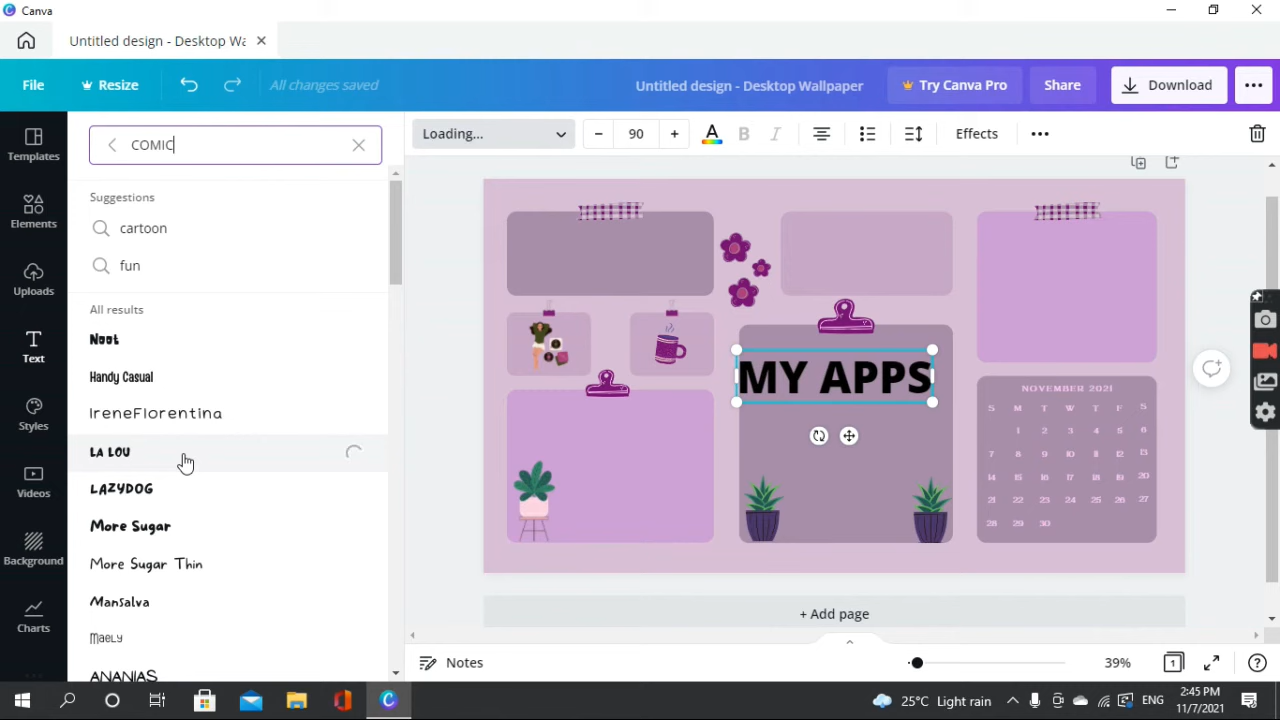 Canva
Untitled design - Desktop Wa
File
Resize
All changes saved
Untitled design - Desktop Wallpaper
Try Canva Pro
Share
Download
Templates
Elements
Uploads
Text
Styles
Videos
Background
Charts
COMIC
Suggestions
cartoon
fun
All results
Noot
Handy Casual
IreneFlorentina
LA LOU
LAZYDOG
More Sugar
More Sugar Thin
Mansalva
Maely
ANANIAS
Loading...
90
A B I
Effects
MY APPS
NOVEMBER 2021
S M T W T F S
1 2 3 4 5 6
7 8 9 10 11 12 13
14 15 16 17 18 19 20
21 22 23 24 25 26 27
28 29 30
+ Add page
Notes
39%
1
25°C Light rain
ENG
2:45 PM
11/7/2021